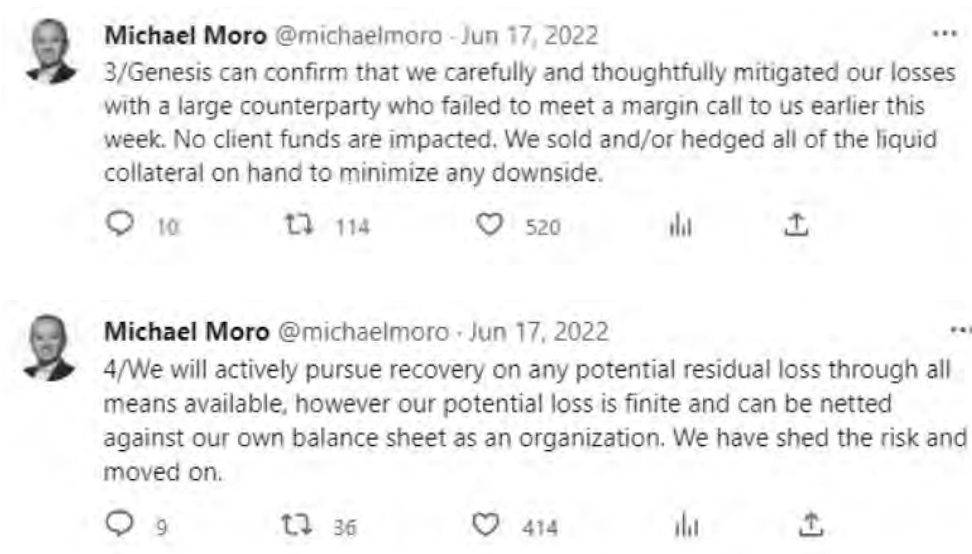 Michael Moro @michaelmoro · Jun 17, 2022
3/Genesis can confirm that we carefully and thoughtfully mitigated our losses
with a large counterparty who failed to meet a margin call to us earlier this
week. No client funds are impacted. We sold and/or hedged all of the liquid
collateral on hand to minimize any downside.
10 114 520
Michael Moro @michaelmoro · Jun 17, 2022
4/We will actively pursue recovery on any potential residual loss through all
means available, however our potential loss is finite and can be netted
against our own balance sheet as an organization. We have shed the risk and
moved on.
9 36 414